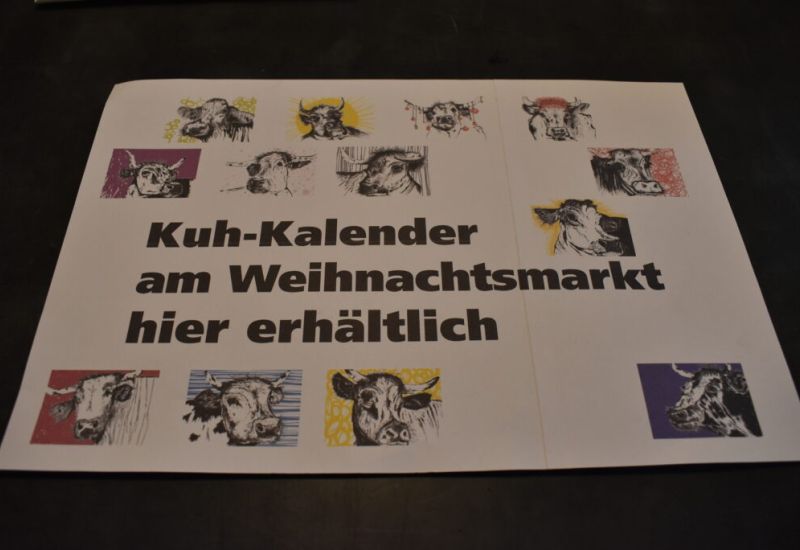 Kuh-Kalender
am Weihnachtsmarkt
hier erhältlich